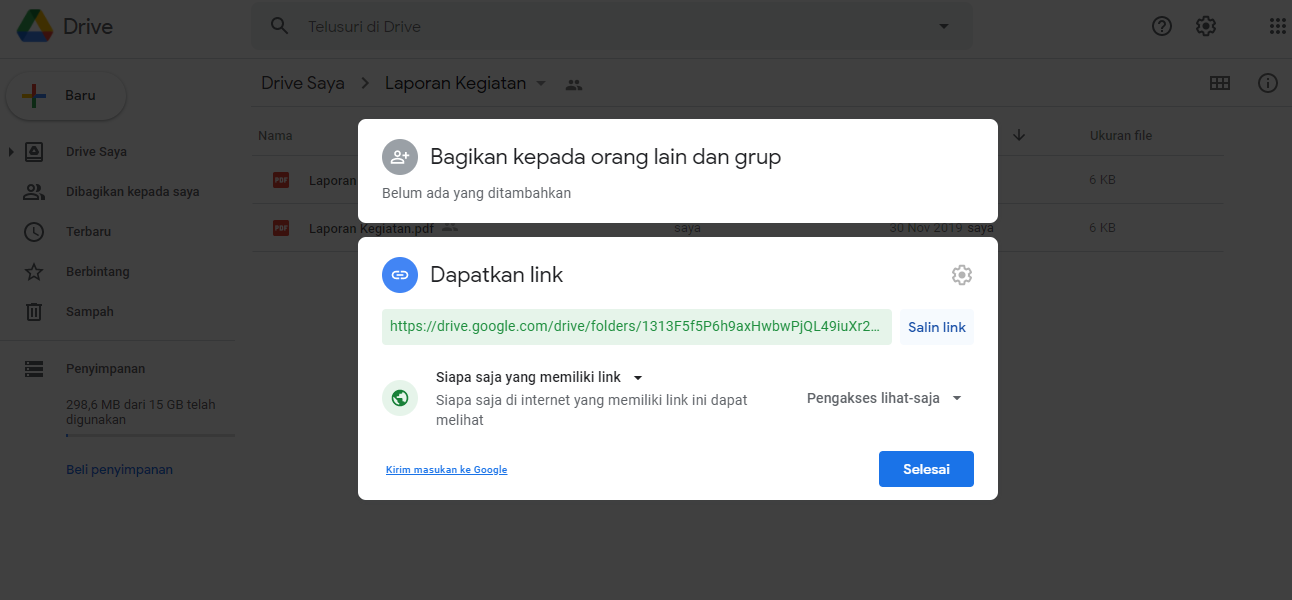 Drive
Telusuri di Drive
Baru
Drive Saya
Dibagikan kepada saya
Terbaru
Berbintang
Sampah
Penyimpanan
298,6 MB dari 15 GB telah
digunakan
Beli penyimpanan
Drive Saya Laporan Kegiatan
Nama Ukuran file
PDF Laporan 6 KB
PDF Laporan Kegiatan.pdf saya 30 Nov 2019 saya 6 KB
Bagikan kepada orang lain dan grup
Belum ada yang ditambahkan
Dapatkan link
https://drive.google.com/drive/folders/1313F5f5P6h9axHwbwPjQL49iuXr2...
Salin link
Siapa saja yang memiliki link
Siapa saja di internet yang memiliki link ini dapat
melihat
Pengakses lihat-saja
Kirim masukan ke Google
Selesai